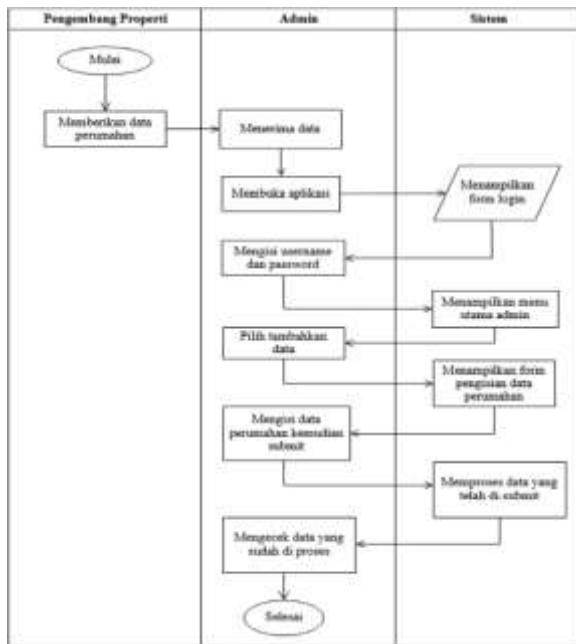 Pengembang Properti
Admin
Sistem
Mulai
Memberikan data
perumahan
Menerima data
Membuka aplikasi
Menampilkan
form login
Mengisi username
dan password
Menampilkan menu
utama admin
Pilih tambahkan
data
Menampilkan form
pengisian data
perumahan
Mengisi data
perumahan kemudian
submit
Memproses data yang
telah di submit
Mengecek data yang
sudah di proses
Selesai